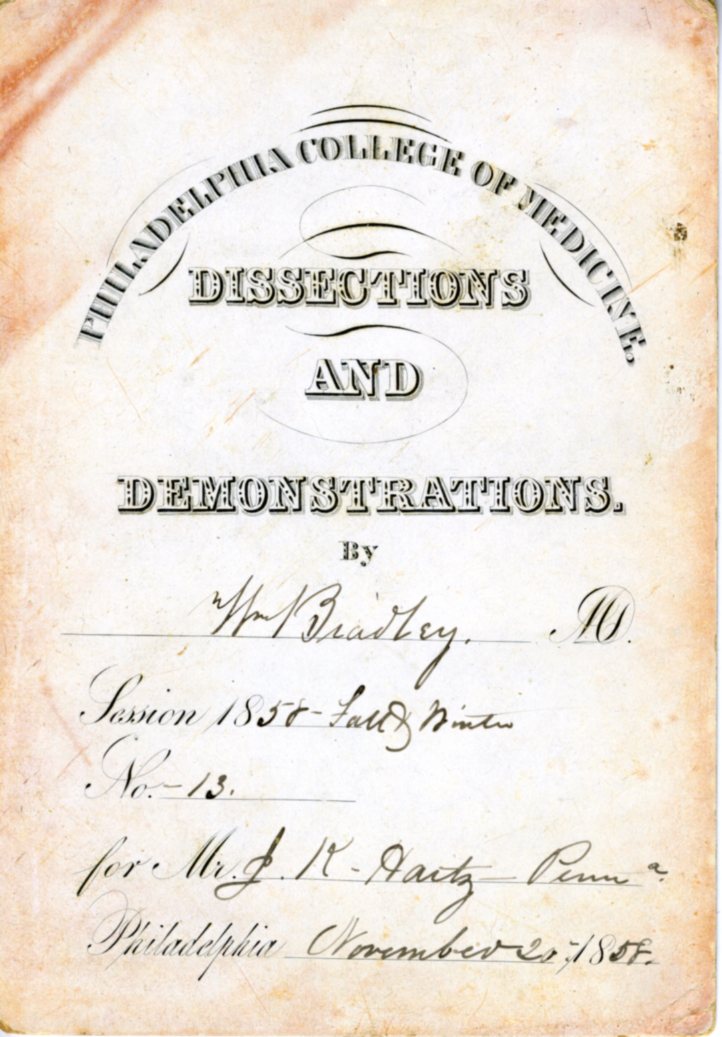 PHILADELPHIA COLLEGE OF MEDICINE.
DISSECTIONS
AND
DEMONSTRATIONS.
By
Wm Bradley. MD.
Session 1858 - Fall & Winter
No. - 13.
for Mr. J. K - Hartz - Penna.
Philadelphia November 20 1858.